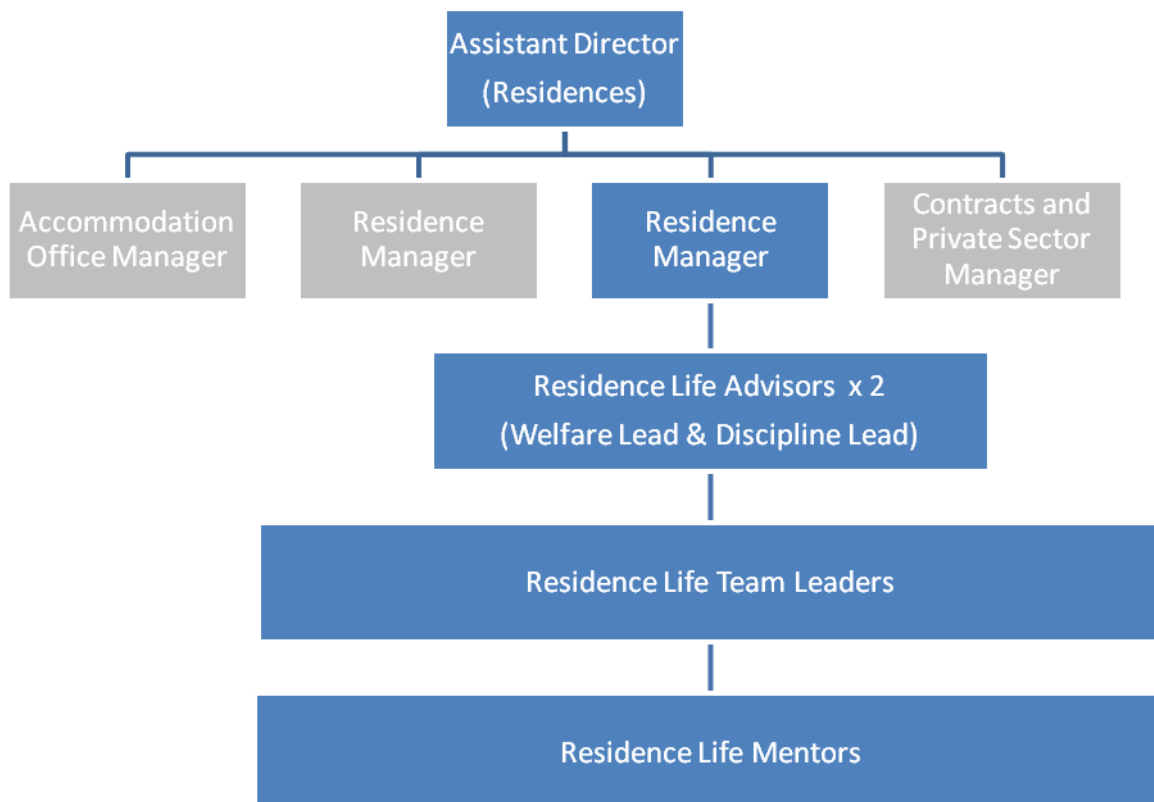 Assistant Director
(Residences)
Accommodation
Office Manager
Residence
Manager
Residence
Manager
Contracts and
Private Sector
Manager
Residence Life Advisors x 2
(Welfare Lead & Discipline Lead)
Residence Life Team Leaders
Residence Life Mentors